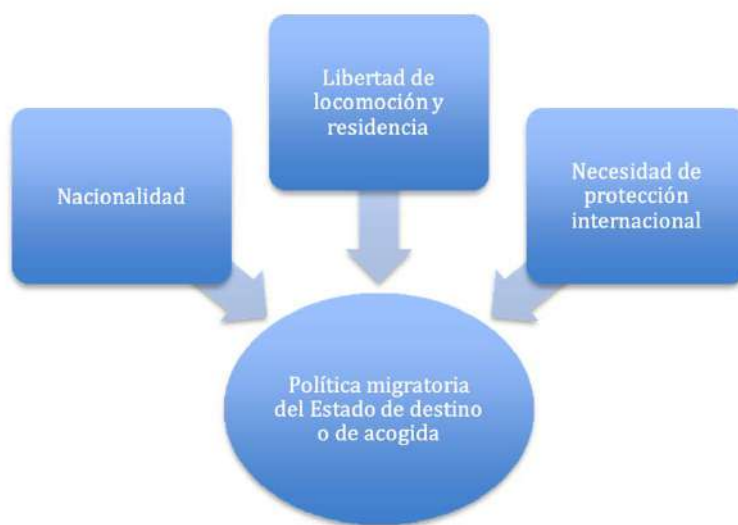 Nacionalidad
Libertad de
locomoción y
residencia
Necesidad de
protección
internacional
Política migratoria
del Estado de destino
o de acogida